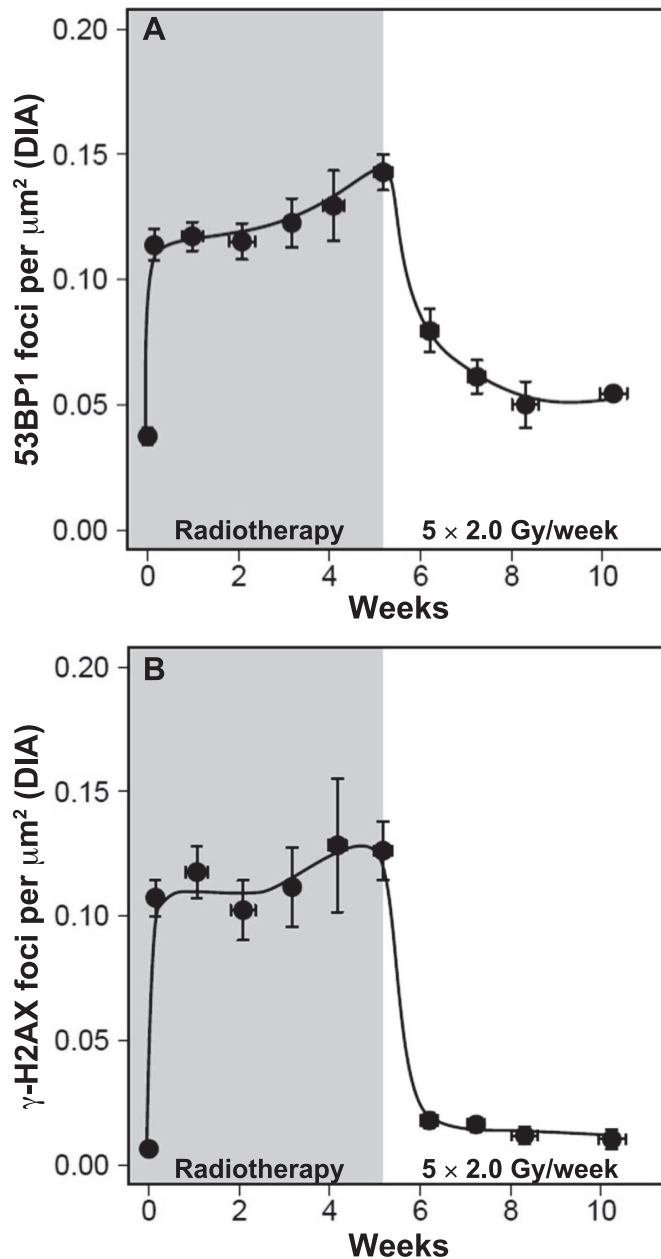 A
53BP1 foci per μm² (DIA)
0.20
0.15
0.10
0.05
0.00
Radiotherapy 5 × 2.0 Gy/week
0 2 4 6 8 10
Weeks
B
γ-H2AX foci per μm² (DIA)
0.20
0.15
0.10
0.05
0.00
Radiotherapy 5 × 2.0 Gy/week
0 2 4 6 8 10
Weeks